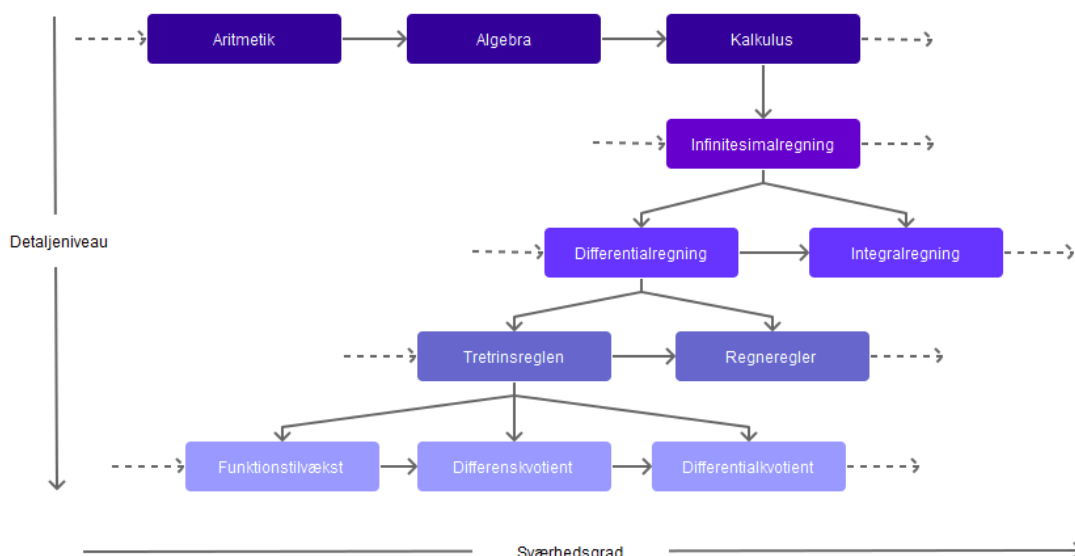 Aritmetik
Algebra
Kalkulus
Infinitesimalregning
Detaljeniveau
Differentialregning
Integralregning
Tretrinsreglen
Regneregler
Funktionstilvækst
Differenskvotient
Differentialkvotient
Sværhedsgrad